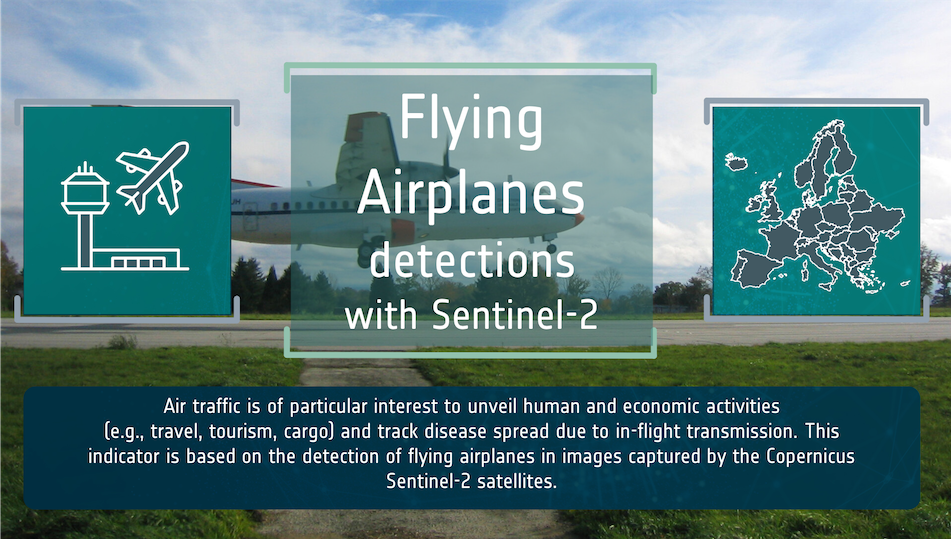 Flying
Airplanes
detections
with Sentinel-2
Air traffic is of particular interest to unveil human and economic activities
(e.g., travel, tourism, cargo) and track disease spread due to in-flight transmission. This
indicator is based on the detection of flying airplanes in images captured by the Copernicus
Sentinel-2 satellites.